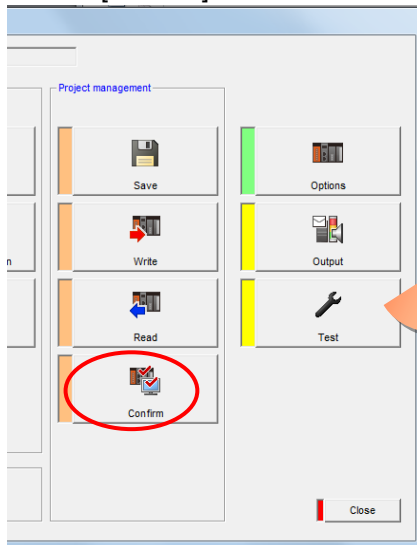 Project management
Save
Options
Write
Output
Read
Test
Confirm
Close